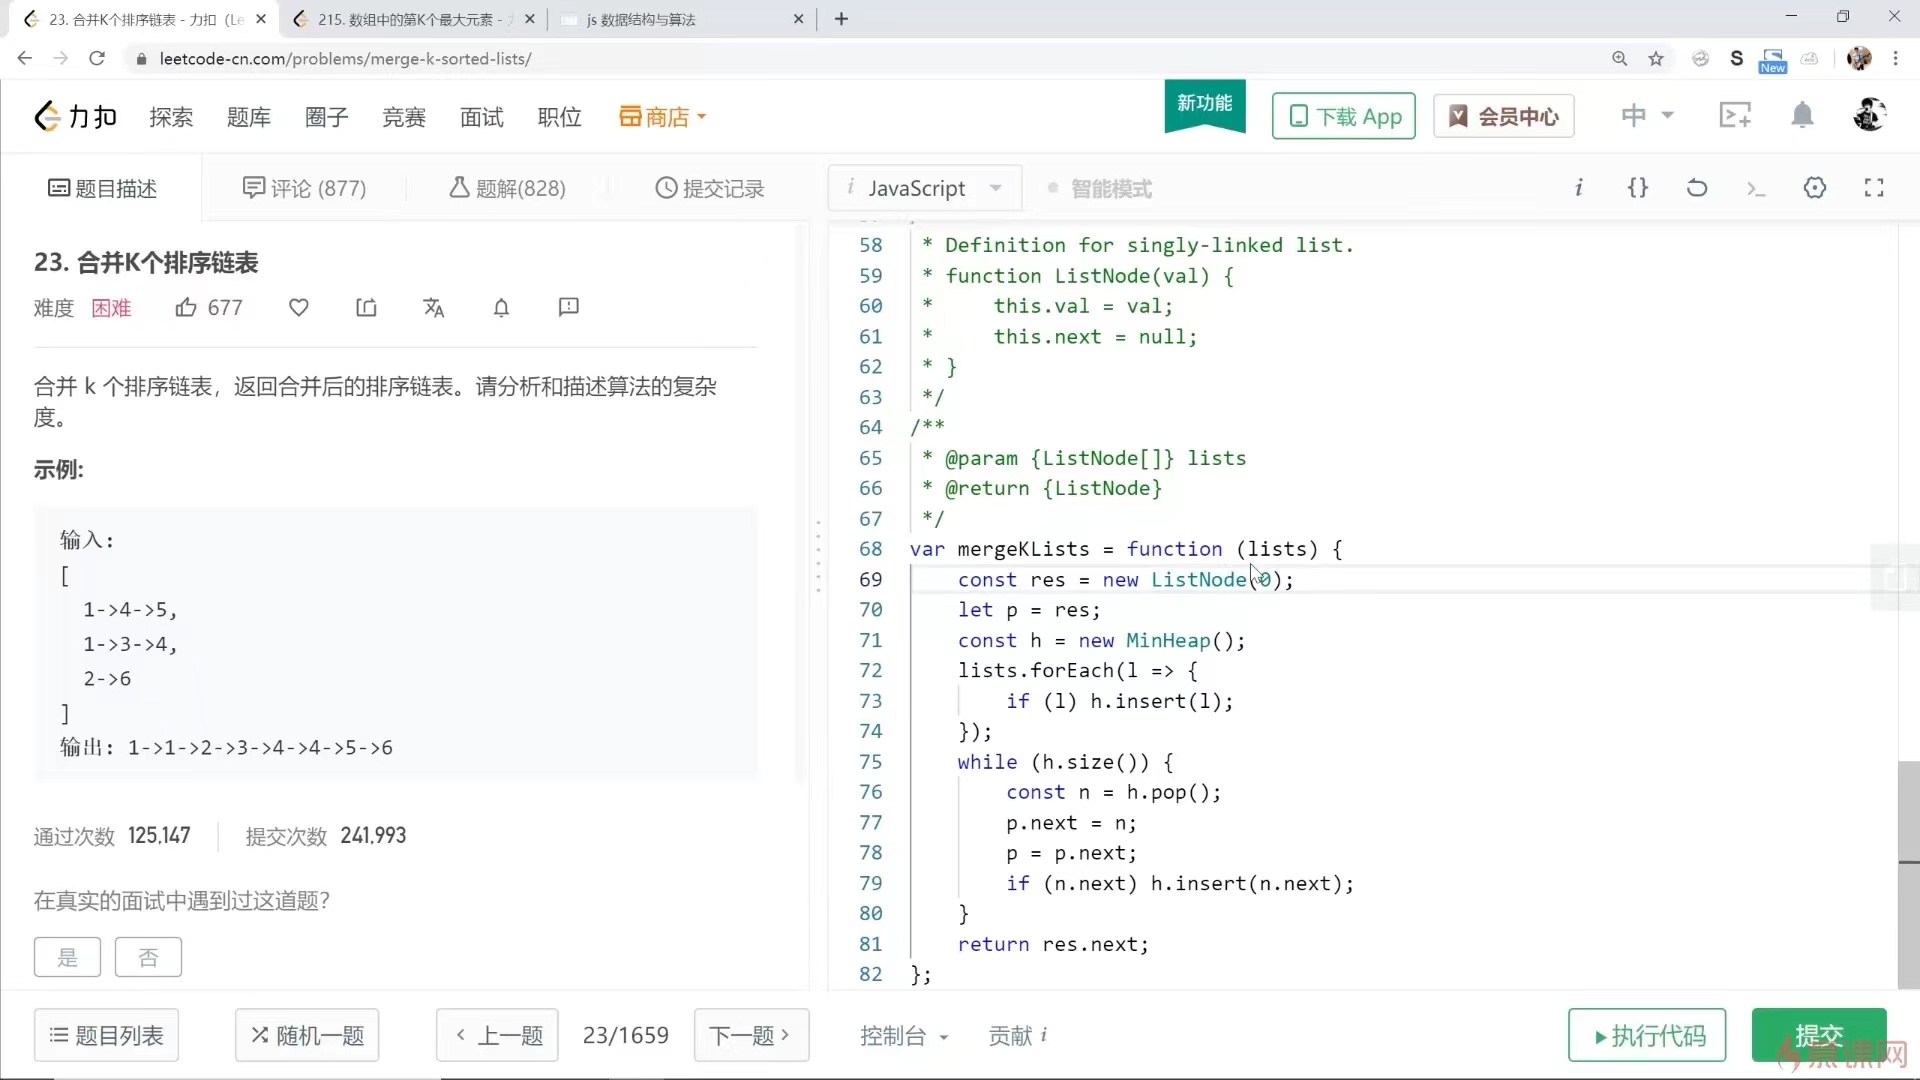 23. 合并K个排序链表 - 力扣 (Le
215. 数组中的第K个最大元素 -
js 数据结构与算法
leetcode-cn.com/problems/merge-k-sorted-lists/
S
New
力扣
探索
题库
圈子
竞赛
面试
职位
商店
新功能
下载 App
会员中心
中
题目描述
评论 (877)
题解(828)
提交记录
i JavaScript
智能模式
i
{}
>_
23. 合并K个排序链表
难度 困难 677
合并 k 个排序链表，返回合并后的排序链表。请分析和描述算法的复杂
度。
示例:
输入:
[
1->4->5,
1->3->4,
2->6
]
输出: 1->1->2->3->4->4->5->6
通过次数 125,147
提交次数 241,993
在真实的面试中遇到过这道题?
是
否
58 * Definition for singly-linked list.
59 * function ListNode(val) {
60 *     this.val = val;
61 *     this.next = null;
62 * }
63 */
64 /**
65 * @param {ListNode[]} lists
66 * @return {ListNode}
67 */
68 var mergeKLists = function (lists) {
69     const res = new ListNode(0);
70     let p = res;
71     const h = new MinHeap();
72     lists.forEach(l => {
73         if (l) h.insert(l);
74     });
75     while (h.size()) {
76         const n = h.pop();
77         p.next = n;
78         p = p.next;
79         if (n.next) h.insert(n.next);
80     }
81     return res.next;
82 };
题目列表
随机一题
上一题
23/1659
下一题
控制台
贡献 i
执行代码
提交
慕课网